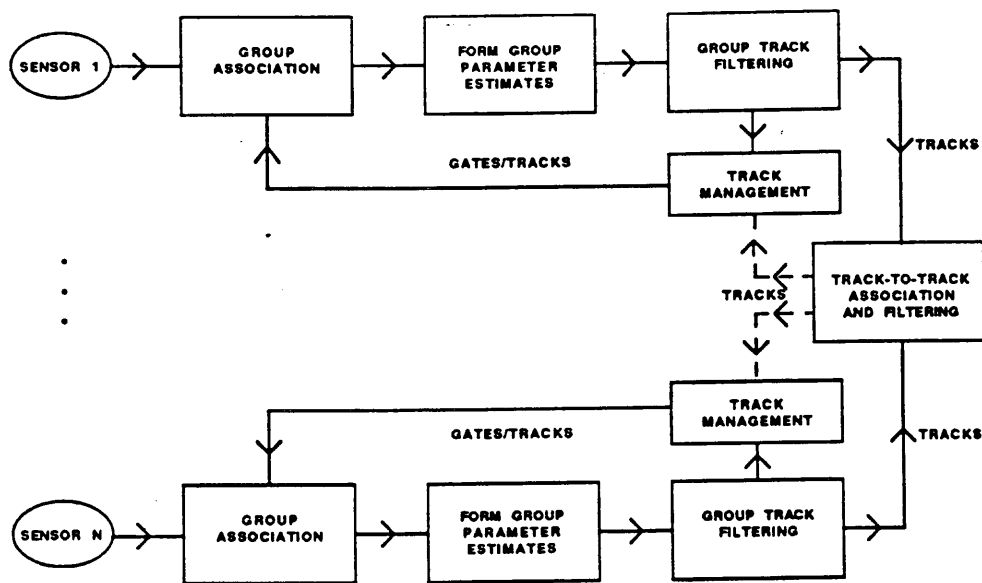 SENSOR 1
GROUP
ASSOCIATION
FORM GROUP
PARAMETER
ESTIMATES
GROUP TRACK
FILTERING
TRACKS
GATES/TRACKS
TRACK
MANAGEMENT
TRACKS
TRACK-TO-TRACK
ASSOCIATION
AND FILTERING
TRACK
MANAGEMENT
GATES/TRACKS
TRACKS
SENSOR N
GROUP
ASSOCIATION
FORM GROUP
PARAMETER
ESTIMATES
GROUP TRACK
FILTERING